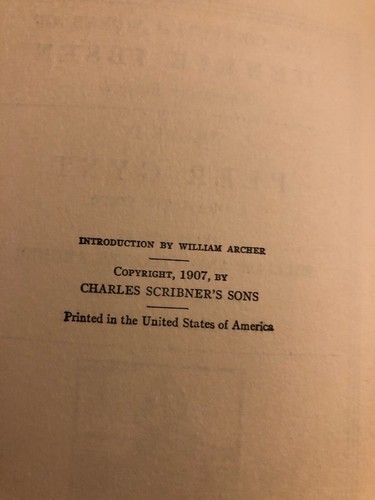 INTRODUCTION BY WILLIAM ARCHER
COPYRIGHT, 1907, BY
CHARLES SCRIBNER'S SONS
Printed in the United States of America